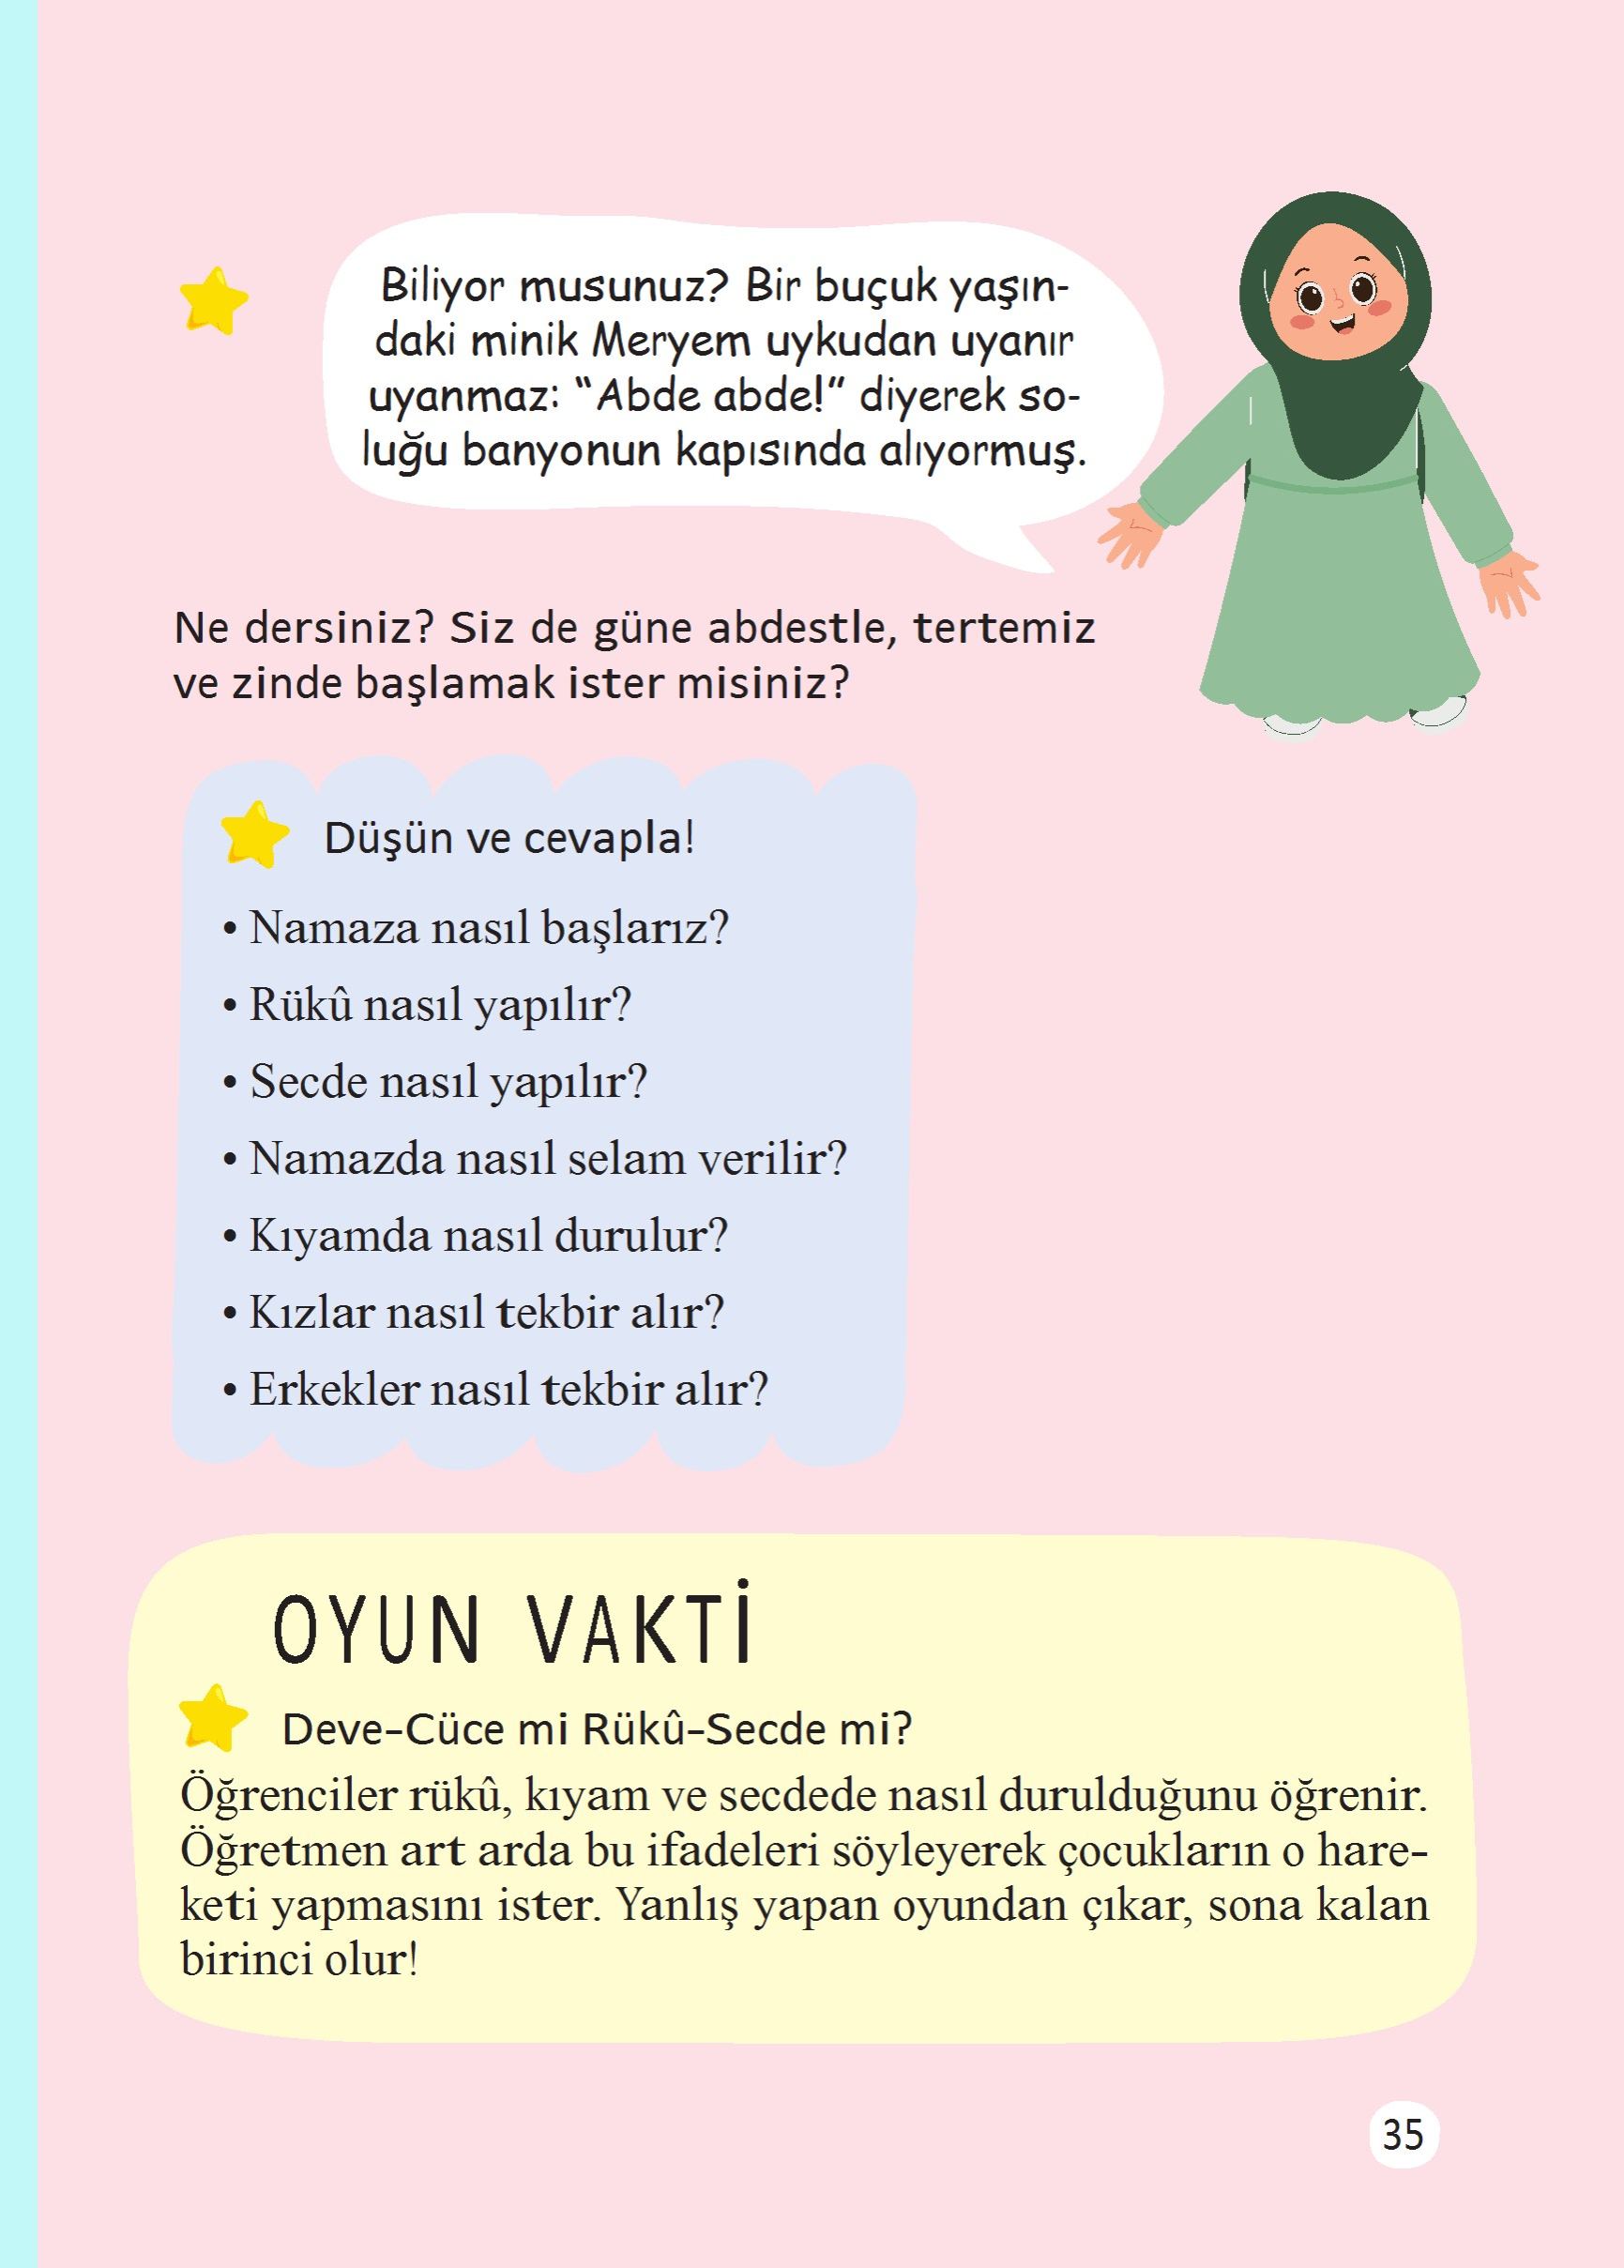 Biliyor musunuz? Bir buçuk yaşın-
daki minik Meryem uykudan uyanır
uyanmaz: “Abde abde!” diyerek so-
luğu banyonun kapısında alıyormuş.
Ne dersiniz? Siz de güne abdestle, tertemiz
ve zinde başlamak ister misiniz?
Düşün ve cevapla!
• Namaza nasıl başlarız?
• Rükû nasıl yapılır?
• Secde nasıl yapılır?
• Namazda nasıl selam verilir?
• Kıyamda nasıl durulur?
• Kızlar nasıl tekbir alır?
• Erkekler nasıl tekbir alır?
OYUN VAKTİ
Deve-Cüce mi Rükû-Secde mi?
Öğrenciler rükû, kıyam ve secdede nasıl durulduğunu öğrenir.
Öğretmen art arda bu ifadeleri söyleyerek çocukların o hare-
keti yapmasını ister. Yanlış yapan oyundan çıkar, sona kalan
birinci olur!
35